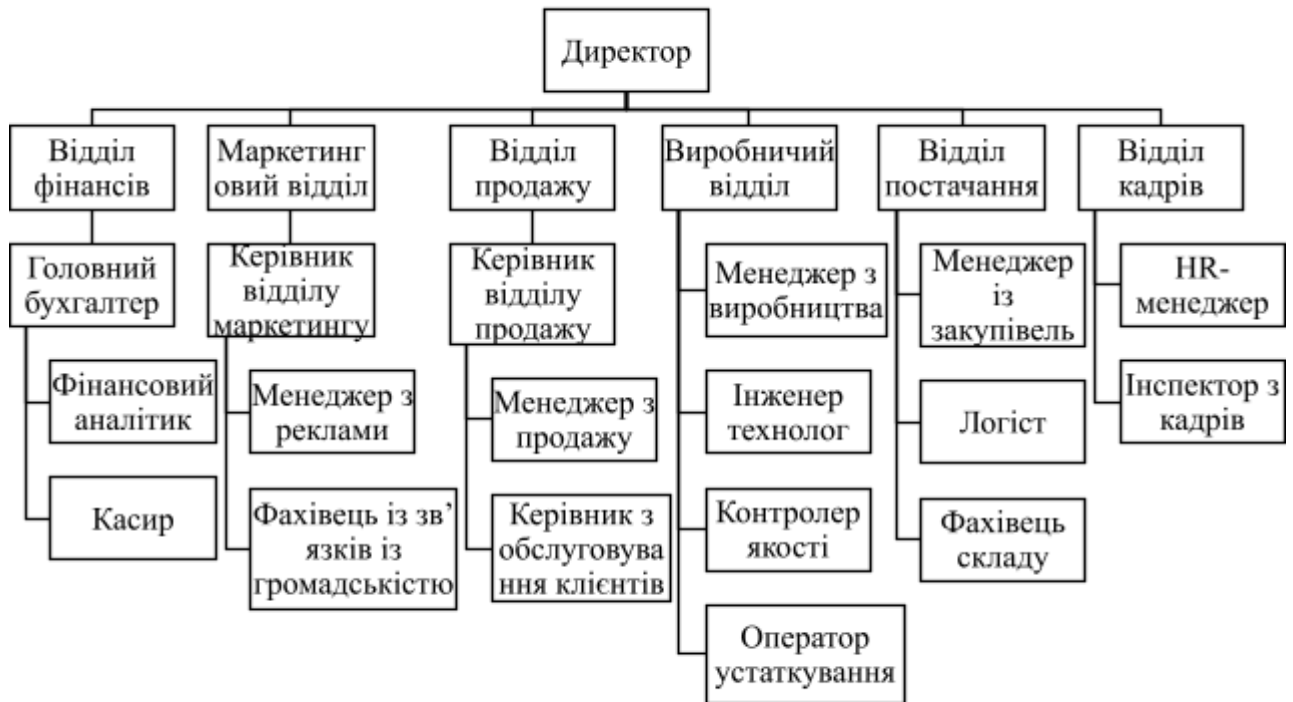 Директор
Відділ
фінансів
Маркетинг
овий відділ
Відділ
продажу
Виробничий
відділ
Відділ
постачання
Відділ
кадрів
Головний
бухгалтер
Фінансовий
аналітик
Касир
Керівник
відділу
маркетингу
Менеджер з
реклами
Фахівець із зв’
язків із
громадськістю
Керівник
відділу
продажу
Менеджер з
продажу
Керівник з
обслуговува
ння клієнтів
Менеджер з
виробництва
Інженер
технолог
Контролер
якості
Оператор
устаткування
Менеджер
із
закупівель
Логіст
Фахівець
складу
HR-
менеджер
Інспектор з
кадрів